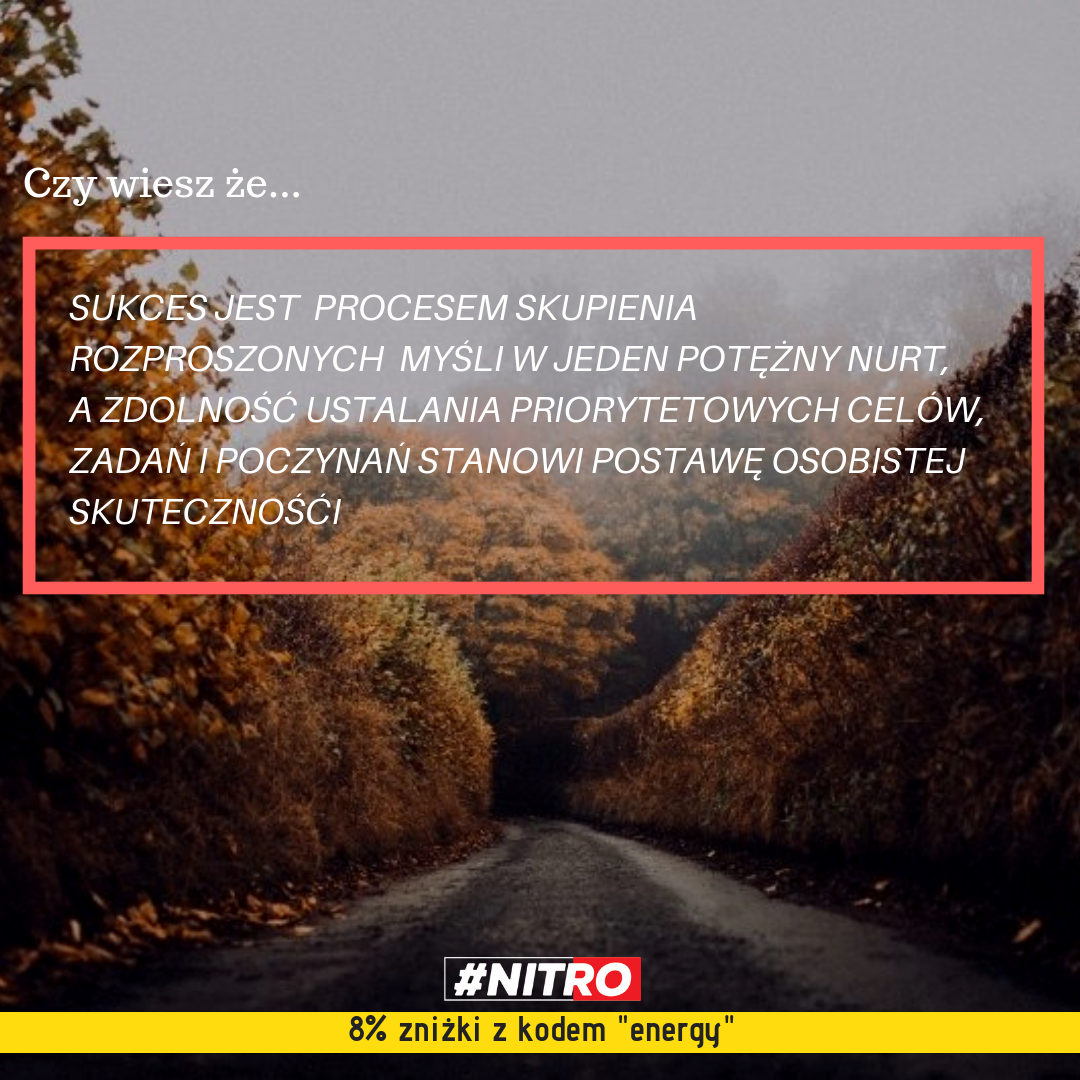 Czy wiesz że...
SUKCES JEST  PROCESEM SKUPIENIA
ROZPROSZONYCH  MYŚLI W JEDEN POTĘŻNY NURT,
A ZDOLNOŚĆ USTALANIA PRIORYTETOWYCH CELÓW,
ZADAŃ I POCZYNAŃ STANOWI POSTAWĘ OSOBISTEJ
SKUTECZNOŚĆI
#NITRO
8% zniżki z kodem "energy"